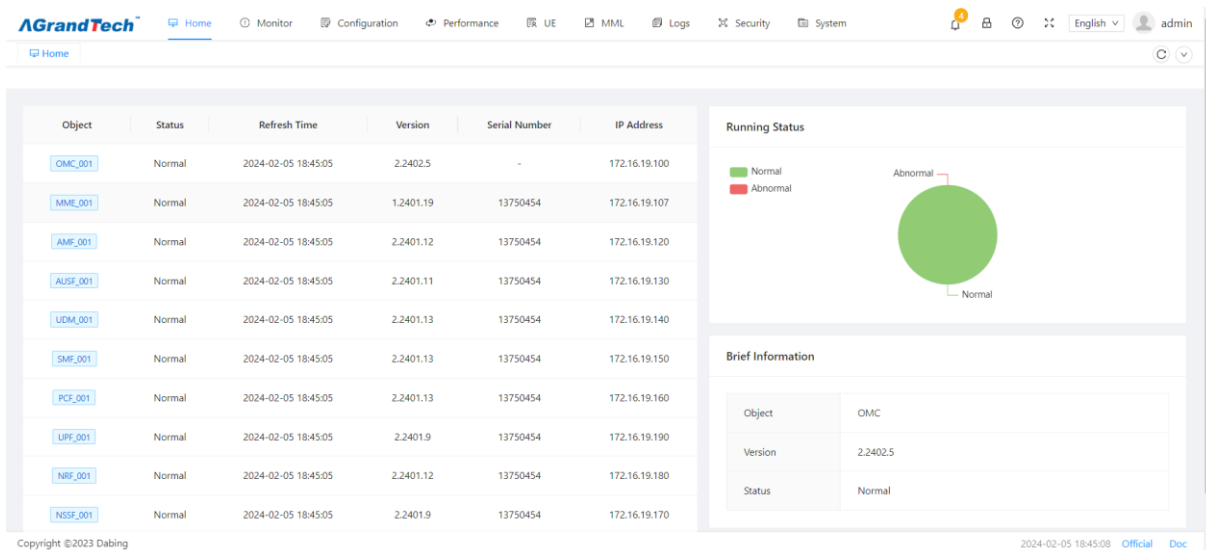 AGrandTech Home Monitor Configuration Performance UE MML Logs Security System 4 English admin
Home
Object Status Refresh Time Version Serial Number IP Address
OMC_001 Normal 2024-02-05 18:45:05 2.2402.5 - 172.16.19.100
MME_001 Normal 2024-02-05 18:45:05 1.2401.19 13750454 172.16.19.107
AMF_001 Normal 2024-02-05 18:45:05 2.2401.12 13750454 172.16.19.120
AUSF_001 Normal 2024-02-05 18:45:05 2.2401.11 13750454 172.16.19.130
UDM_001 Normal 2024-02-05 18:45:05 2.2401.13 13750454 172.16.19.140
SMF_001 Normal 2024-02-05 18:45:05 2.2401.13 13750454 172.16.19.150
PCF_001 Normal 2024-02-05 18:45:05 2.2401.13 13750454 172.16.19.160
UPF_001 Normal 2024-02-05 18:45:05 2.2401.9 13750454 172.16.19.190
NRF_001 Normal 2024-02-05 18:45:05 2.2401.12 13750454 172.16.19.180
NSSF_001 Normal 2024-02-05 18:45:05 2.2401.9 13750454 172.16.19.170
Running Status
Normal
Abnormal
Abnormal
Normal
Brief Information
Object OMC
Version 2.2402.5
Status Normal
Copyright ©2023 Dabing 2024-02-05 18:45:08 Official Doc